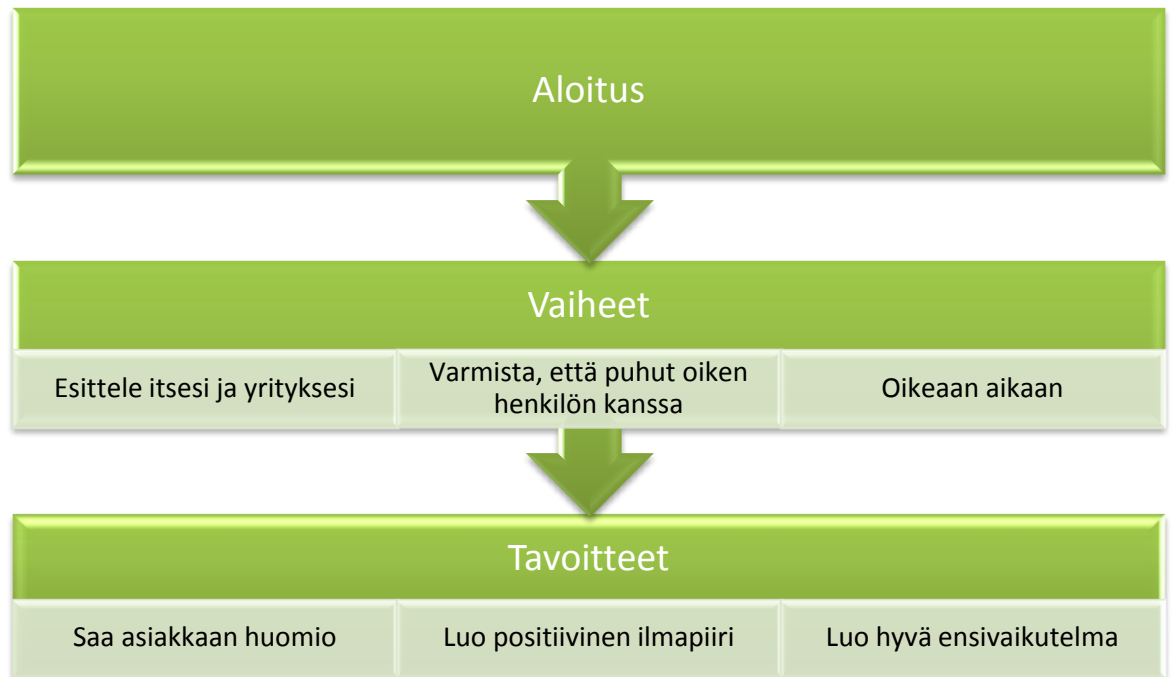 Aloitus
Vaiheet
Esittele itsesi ja yrityksesi
Varmista, että puhut oiken
henkilön kanssa
Oikeaan aikaan
Tavoitteet
Saa asiakkaan huomio
Luo positiivinen ilmapiiri
Luo hyvä ensivaikutelma